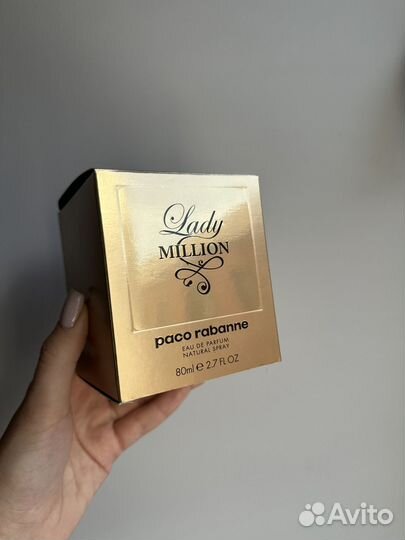 Lady
MILLION
paco rabanne
EAU DE PARFUM
NATURAL SPRAY
80ml e 2.7 FL OZ
Avito